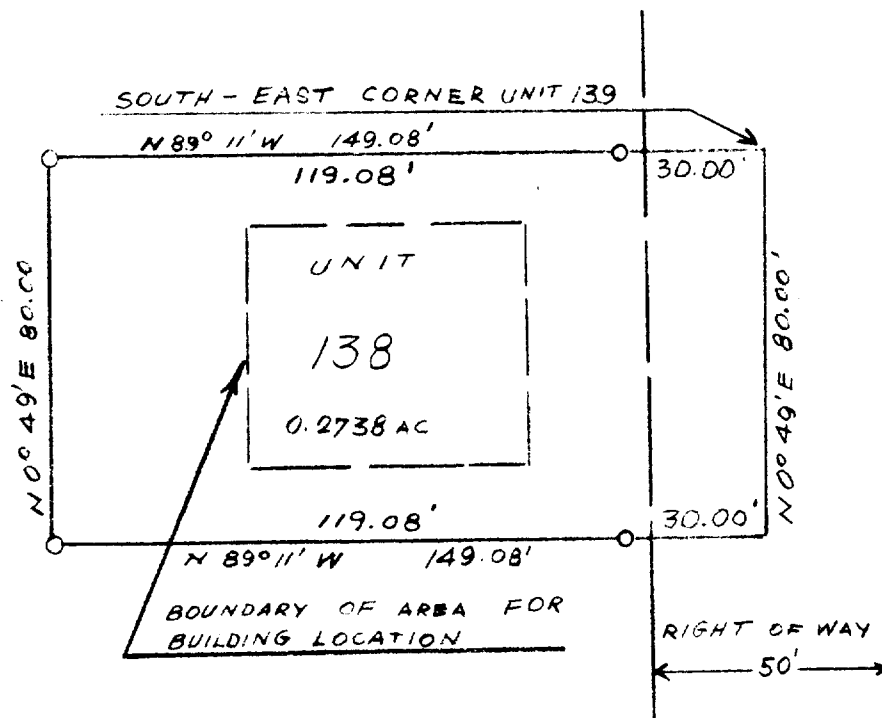 SOUTH-EAST CORNER UNIT 139
N 89° 11' W 149.08'
119.08' 30.00'
N 0° 49' E 80.00
UNIT
138
0.2738 AC
N 0° 49' E 80.00'
119.08' 30.00'
N 89° 11' W 149.08'
BOUNDARY OF AREA FOR
BUILDING LOCATION
RIGHT OF WAY
50'